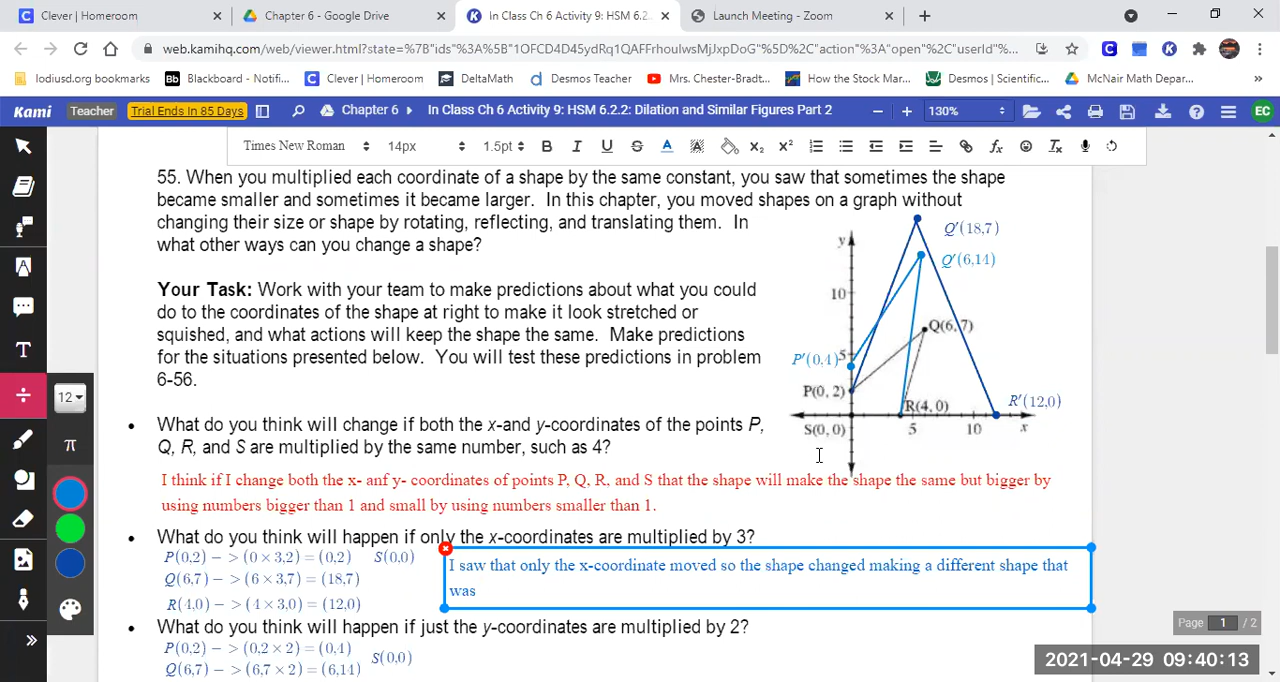 Clever | Homeroom
Chapter 6 - Google Drive
In Class Ch 6 Activity 9: HSM 6.2
Launch Meeting - Zoom
web.kamihq.com/web/viewer.html?state=%7B"ids"%3A%5B"1OFCD4D45ydRq1QAFFrhoulwsMjJxpDoG"%5D%2C"action"%3A"open"%2C"userId"...
lodiusd.org bookmarks
Blackboard - Notifi...
Clever | Homeroom
DeltaMath
Desmos Teacher
Mrs. Chester-Bradt...
How the Stock Mar...
Desmos | Scientific...
McNair Math Depar...
Kami
Teacher
Trial Ends In 85 Days
Chapter 6
In Class Ch 6 Activity 9: HSM 6.2.2: Dilation and Similar Figures Part 2
130%
EC
Times New Roman
14px
1.5pt
55. When you multiplied each coordinate of a shape by the same constant, you saw that sometimes the shape
became smaller and sometimes it became larger. In this chapter, you moved shapes on a graph without
changing their size or shape by rotating, reflecting, and translating them. In
what other ways can you change a shape?
Your Task: Work with your team to make predictions about what you could
do to the coordinates of the shape at right to make it look stretched or
squished, and what actions will keep the shape the same. Make predictions
for the situations presented below. You will test these predictions in problem
6-56.
Q'(18,7)
Q'(6,14)
y
10
Q(6, 7)
P'(0,4)
5
P(0, 2)
R'(12,0)
R(4, 0)
S(0, 0)
5
10
x
12
π
• What do you think will change if both the x-and y-coordinates of the points P,
Q, R, and S are multiplied by the same number, such as 4?
I think if I change both the x- anf y- coordinates of points P, Q, R, and S that the shape will make the shape the same but bigger by
using numbers bigger than 1 and small by using numbers smaller than 1.
• What do you think will happen if only the x-coordinates are multiplied by 3?
P(0,2) − > (0 × 3,2) = (0,2) S(0,0)
Q(6,7) − > (6 × 3,7) = (18,7)
R(4,0) − > (4 × 3,0) = (12,0)
I saw that only the x-coordinate moved so the shape changed making a different shape that
was
• What do you think will happen if just the y-coordinates are multiplied by 2?
P(0,2) − > (0,2 × 2) = (0,4)
S(0,0)
Q(6,7) − > (6,7 × 2) = (6,14)
Page 1 / 2
2021-04-29 09:40:13